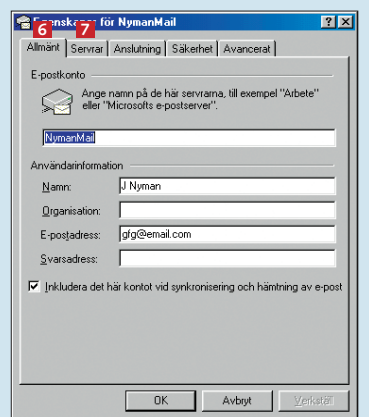 Egenskaper för NymanMail
6 7
Allmänt Servrar Anslutning Säkerhet Avancerat
E-postkonto
Ange namn på de här servrarna, till exempel "Arbete"
eller "Microsofts e-postserver".
NymanMail
Användarinformation
Namn: J Nyman
Organisation:
E-postadress: gfg@email.com
Svarsadress:
Inkludera det här kontot vid synkronisering och hämtning av e-post
OK Avbryt Verkställ